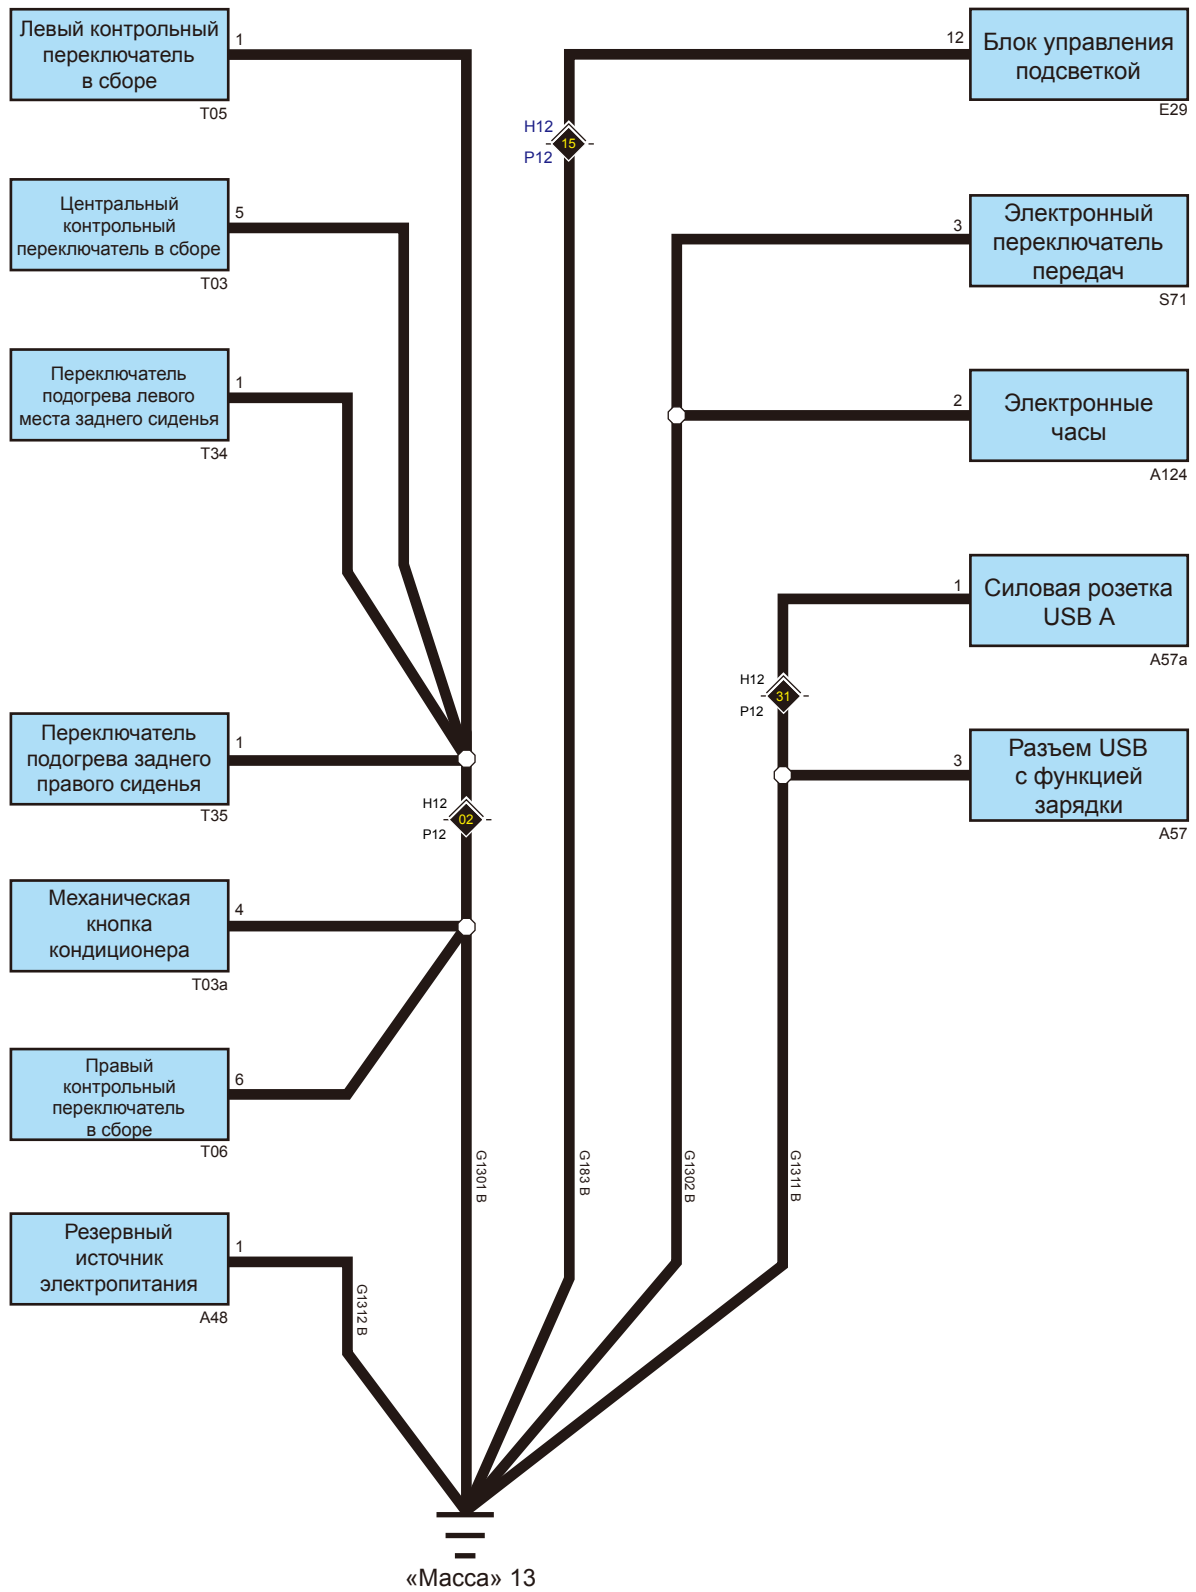 Левый контрольный
переключатель
в сборе
1
T05
Центральный
контрольный
переключатель в сборе
5
T03
Переключатель
подогрева левого
места заднего сиденья
1
T34
Переключатель
подогрева заднего
правого сиденья
1
T35
H12
02
P12
Механическая
кнопка
кондиционера
4
T03a
Правый
контрольный
переключатель
в сборе
6
T06
Резервный
источник
электропитания
1
A48
G1312 B
G1301 B
G183 B
G1302 B
G1311 B
12
Блок управления
подсветкой
E29
H12
15
P12
3
Электронный
переключатель
передач
S71
2
Электронные
часы
A124
1
Силовая розетка
USB A
A57a
H12
31
P12
3
Разъем USB
с функцией
зарядки
A57
«Масса» 13